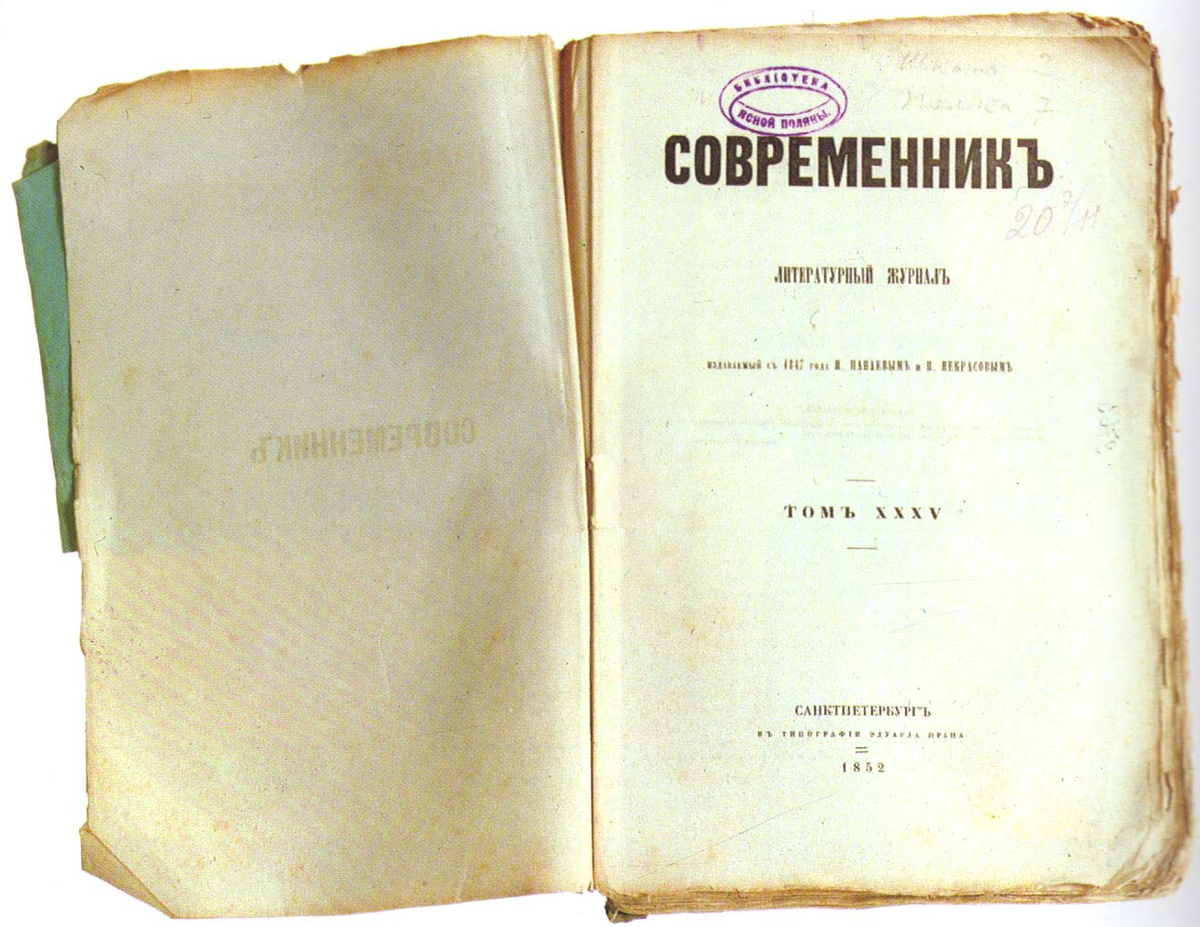 БИБЛІОТЕКА
ЯСНОЙ ПОЛЯНЫ.
Полка I
СОВРЕМЕННИКЪ
20
ЛИТЕРАТУРНЫЙ ЖУРНАЛЪ
ИЗДАВАЕМЫЙ СЪ 1847 ГОДА И. ПАНАЕВЫМЪ И Н. НЕКРАСОВЫМЪ
СОВРЕМЕННИКЪ
ТОМЪ XXXV
САНКТПЕТЕРБУРГЪ
ВЪ ТИПОГРАФІИ ЭДУАРДА ПРАЦА
1852